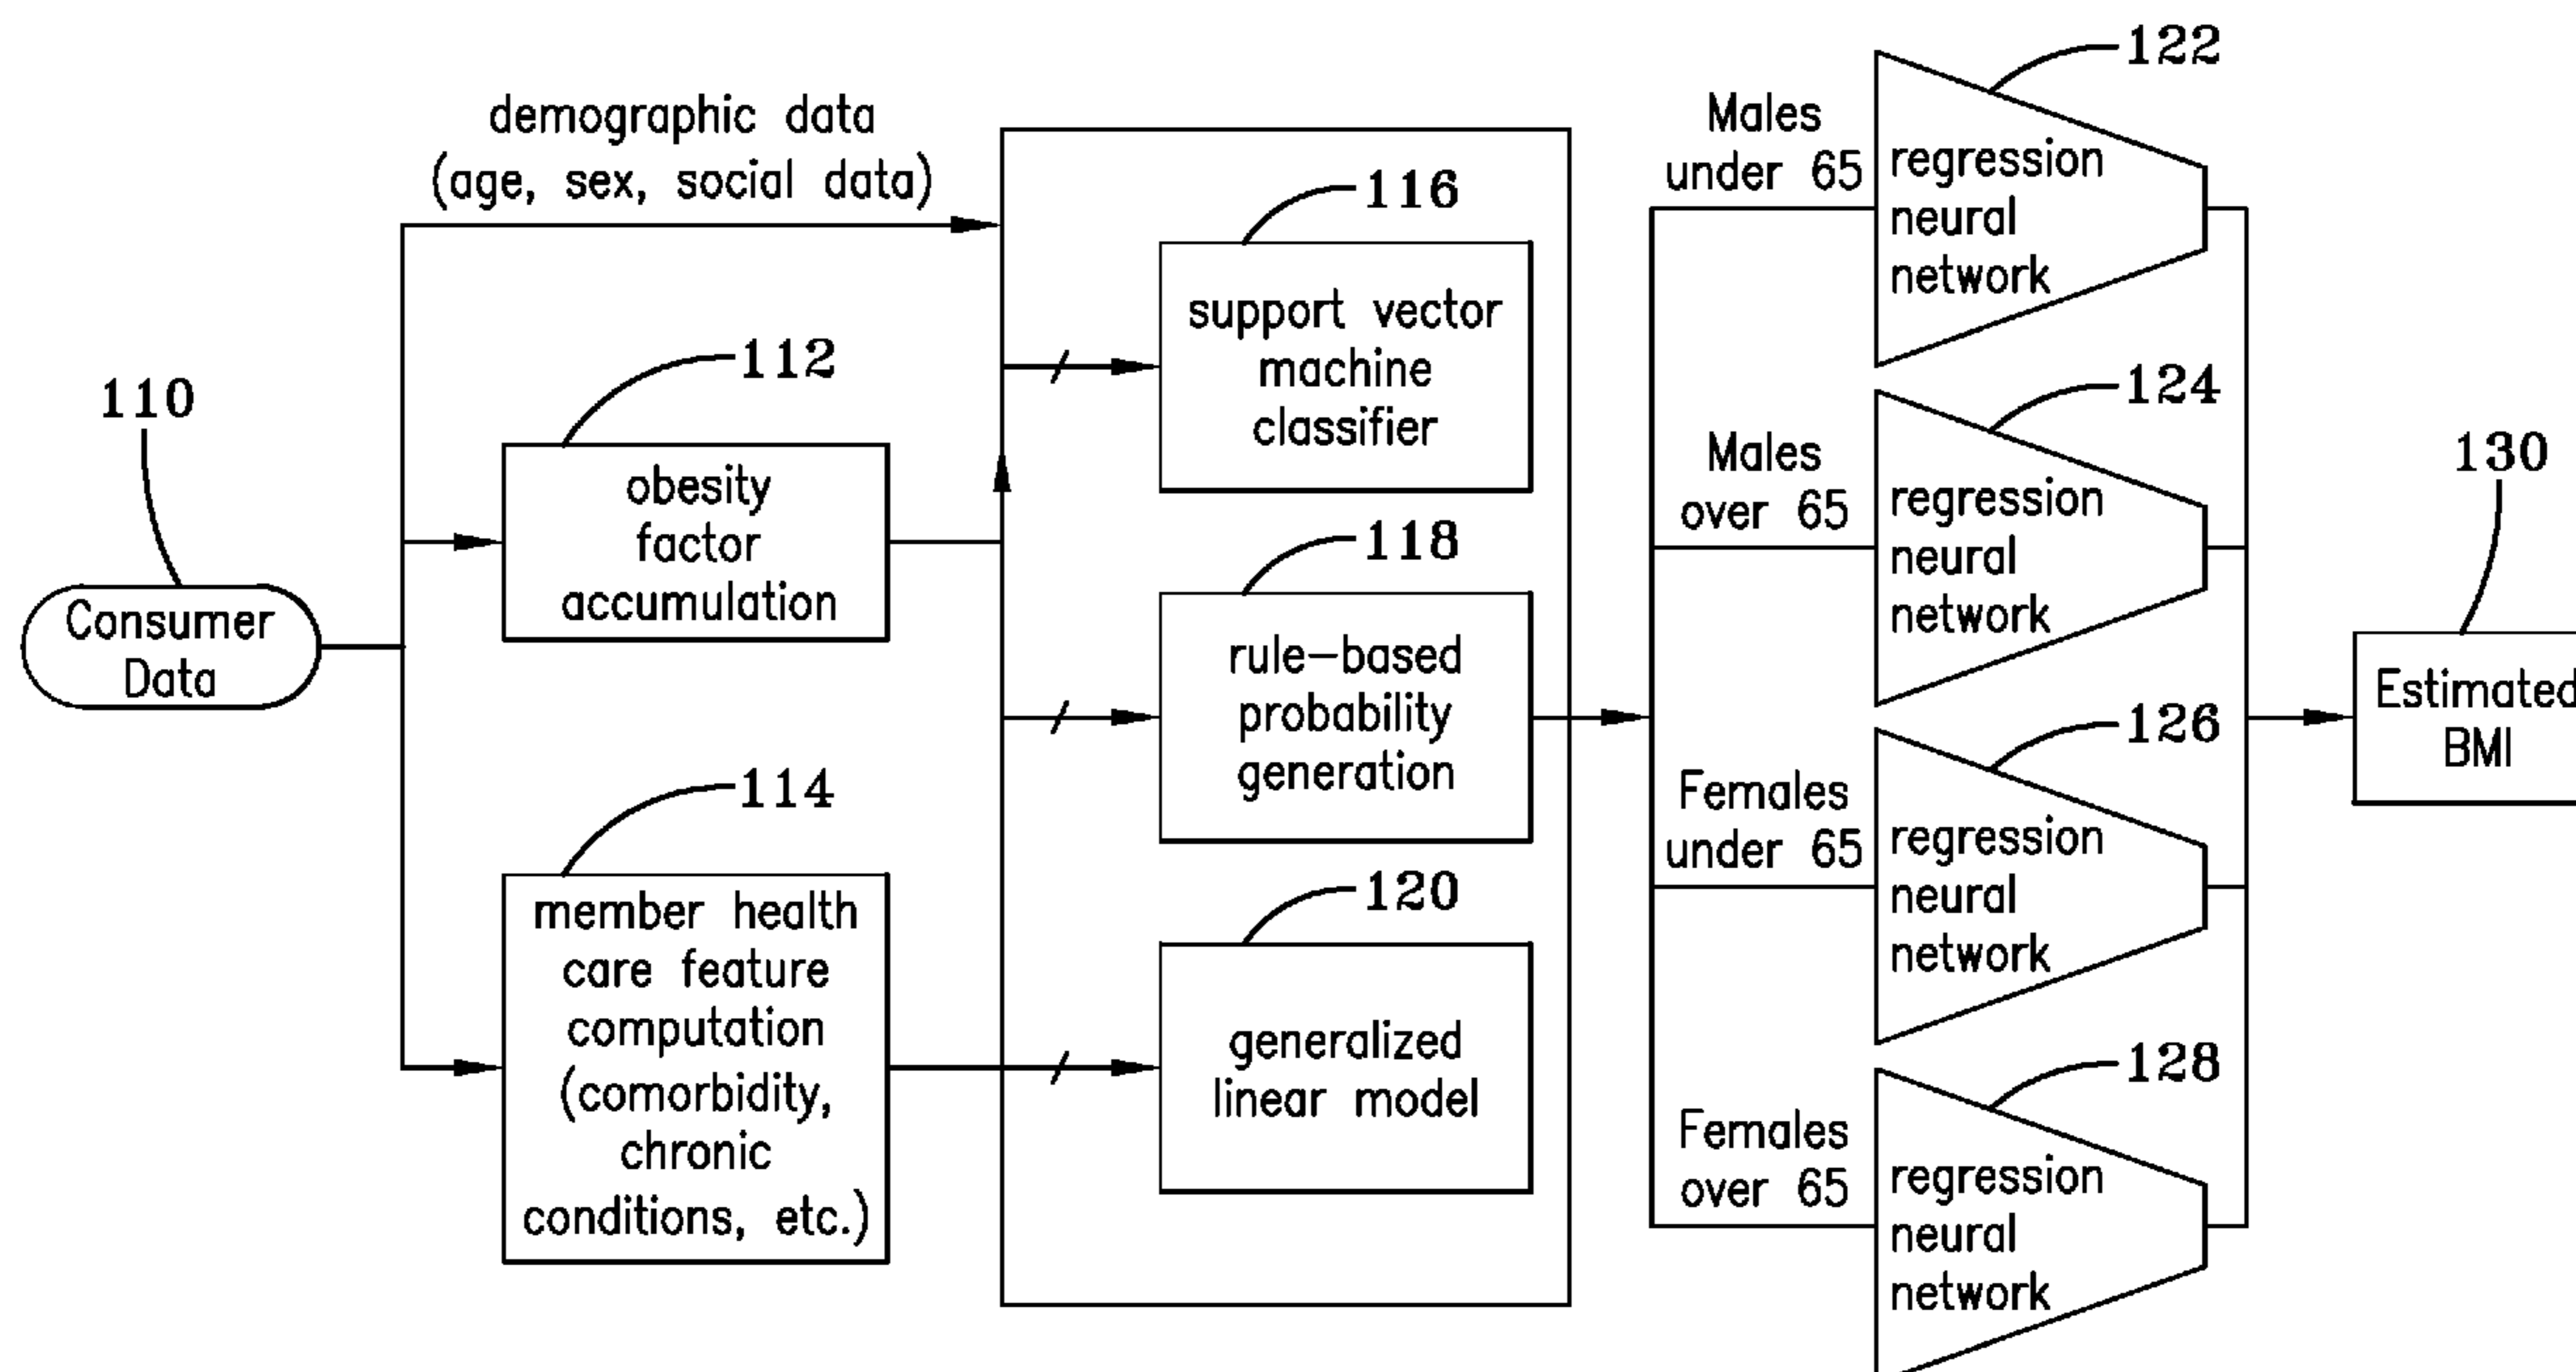 110
Consumer
Data
demographic data
(age, sex, social data)
112
obesity
factor
accumulation
114
member health
care feature
computation
(comorbidity,
chronic
conditions, etc.)
116
support vector
machine
classifier
118
rule-based
probability
generation
120
generalized
linear model
Males
under 65
122
regression
neural
network
Males
over 65
124
regression
neural
network
Females
under 65
126
regression
neural
network
Females
over 65
128
regression
neural
network
130
Estimated
BMI